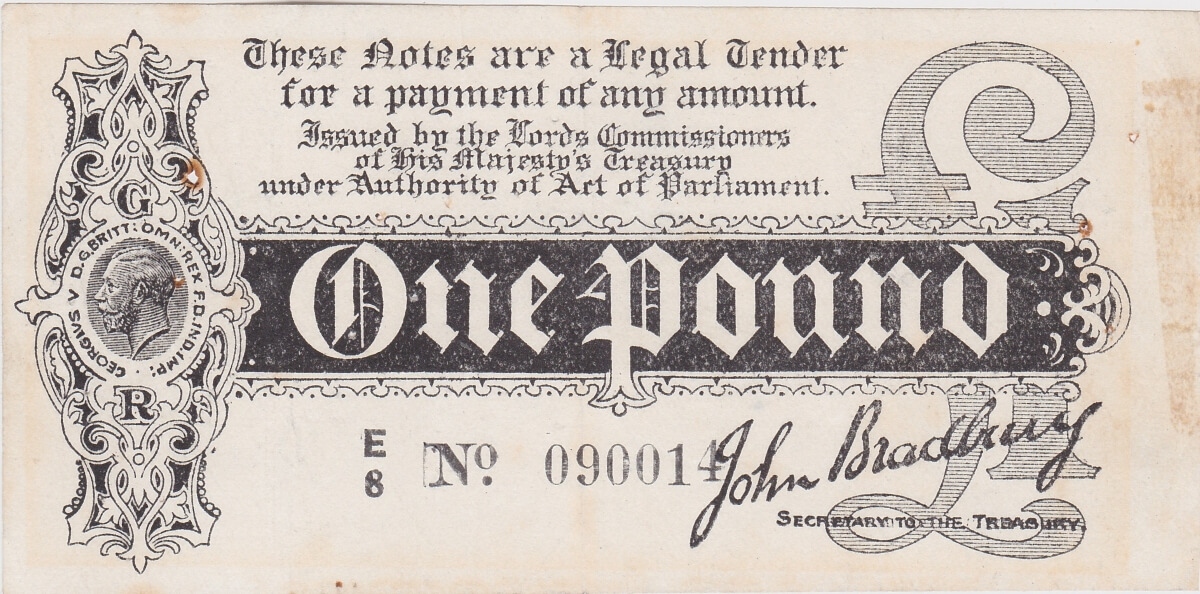 These Notes are a Legal Tender
for a payment of any amount.
Issued by the Lords Commissioners
of His Majesty's Treasury
under Authority of Act of Parliament.
£1
G
GEORGIVS V D.G.BRITT: OMN: REX F.D.IND:IMP:
R
One Pound
E
8
No. 090014
John Bradbury
SECRETARY TO THE TREASURY.